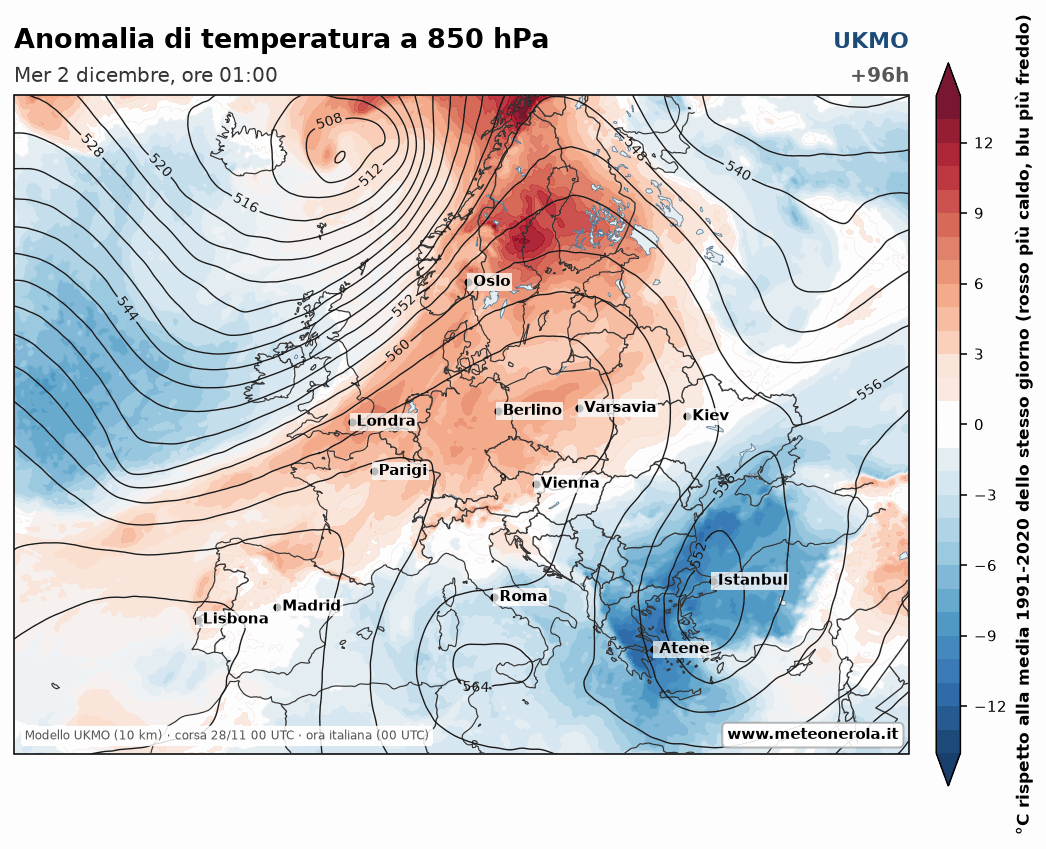 Anomalia di temperatura a 850 hPa
UKMO
Mer 2 dicembre, ore 01:00
+96h
508
528
520
548
540
512
516
544
552
Oslo
560
556
Londra
Berlino
Varsavia
Kiev
Parigi
Vienna
556
552
Istanbul
Roma
Madrid
Lisbona
Atene
564
Modello UKMO (10 km) · corsa 28/11 00 UTC · ora italiana (00 UTC)
www.meteonerola.it
12
9
6
3
0
−3
−6
−9
−12
°C rispetto alla media 1991-2020 dello stesso giorno (rosso più caldo, blu più freddo)